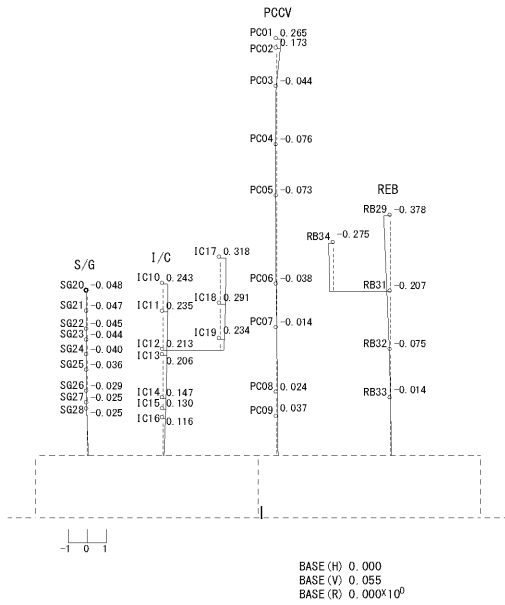 PCCV
PC01 0.265
PC02 0.173
PC03 -0.044
PC04 -0.076
PC05 -0.073
PC06 -0.038
PC07 -0.014
PC08 0.024
PC09 0.037
REB
RB29 -0.378
RB34 -0.275
RB31 -0.207
RB32 -0.075
RB33 -0.014
I/C
IC17 0.318
IC10 0.243
IC18 0.291
IC11 0.235
IC19 0.234
IC12 0.213
IC13 0.206
IC14 0.147
IC15 0.130
IC16 0.116
S/G
SG20 -0.048
SG21 -0.047
SG22 -0.045
SG23 -0.044
SG24 -0.040
SG25 -0.036
SG26 -0.029
SG27 -0.025
SG28 -0.025
-1 0 1
BASE(H) 0.000
BASE(V) 0.055
BASE(R) 0.000×10⁰